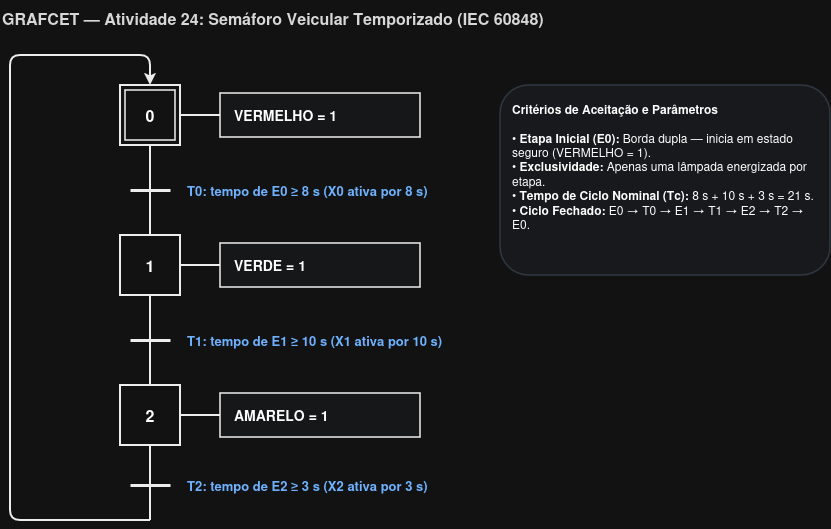 GRAFCET — Atividade 24: Semáforo Veicular Temporizado (IEC 60848)
0
VERMELHO = 1
T0: tempo de E0 ≥ 8 s (X0 ativa por 8 s)
1
VERDE = 1
T1: tempo de E1 ≥ 10 s (X1 ativa por 10 s)
2
AMARELO = 1
T2: tempo de E2 ≥ 3 s (X2 ativa por 3 s)
Critérios de Aceitação e Parâmetros
• Etapa Inicial (E0): Borda dupla — inicia em estado
seguro (VERMELHO = 1).
• Exclusividade: Apenas uma lâmpada energizada por
etapa.
• Tempo de Ciclo Nominal (Tc): 8 s + 10 s + 3 s = 21 s.
• Ciclo Fechado: E0 → T0 → E1 → T1 → E2 → T2 →
E0.